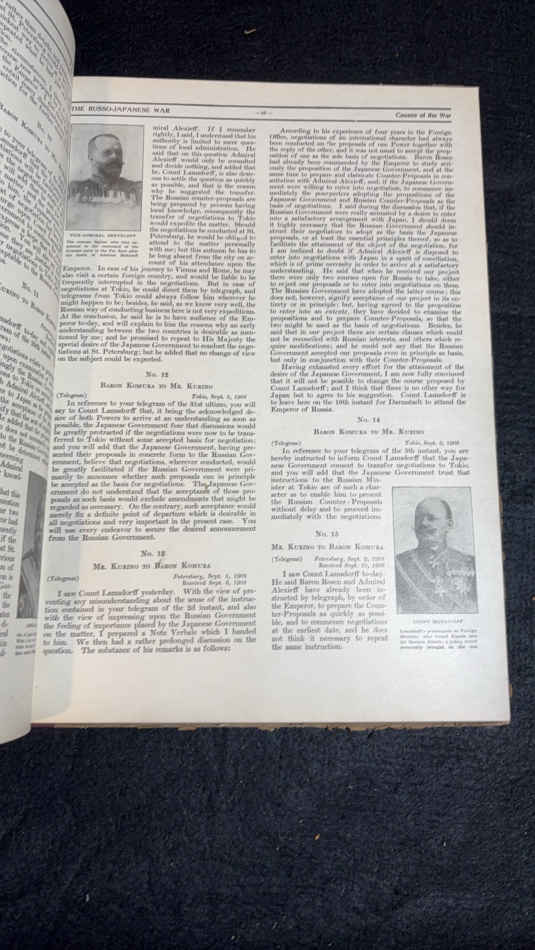 THE RUSSO-JAPANESE WAR
Causes of the War
mical Alexieff. If I remember
rightly, I said, I understood that his
authority is limited to mere ques-
tions of local administration. He
said that on this question Admiral
Alexieff would only be consulted
and decide nothing, and added that
he, Count Lamsdorff, is also desir-
ous to settle the question as quickly
as possible, and that is the reason
why he suggested the transfer.
The Russian counter-proposals are
being prepared by persons having
local knowledge, consequently the
transfer of negotiations to Tokio
would expedite the matter. Should
the negotiations be conducted at St.
Petersburg, he would be obliged to
attend to the matter personally
with me; but this autumn he has to
be long absent from the city on ac-
count of his attendance upon the
Emperor. In case of his journey to Vienna and Rome, he may
also visit a certain foreign country, and would be liable to be
frequently interrupted in the negotiations. But in case of
negotiations at Tokio, he could direct them by telegraph, and
telegrams from Tokio could always follow him wherever he
might happen to be; besides, he said, as we know very well, the
Russian way of conducting business here is not very expeditious.
At the conclusion, he said he is to have audience of the Em-
peror to-day, and will explain to him the reasons why an early
understanding between the two countries is desirable as men-
tioned by me; and he promised to repeat to His Majesty the
special desire of the Japanese Government to conduct the nego-
tiations at St. Petersburg; but he added that no change of view
on the subject could be expected.
No. 12
BARON KOMURA TO MR. KURINO
(Telegram) Tokio, Sept. 2, 1903
In reference to your telegram of the 31st ultimo, you will
say to Count Lamsdorff that, it being the acknowledged de-
sire of both Powers to arrive at an understanding as soon as
possible, the Japanese Government fear that discussions would
be greatly protracted if the negotiations were now to be trans-
ferred to Tokio without some accepted basis for negotiation;
and you will add that the Japanese Government, having pre-
sented their proposals in concrete form to the Russian Gov-
ernment, believe that negotiations, wherever conducted, would
be greatly facilitated if the Russian Government were pri-
marily to announce whether such proposals can in principle
be accepted as the basis for negotiations. The Japanese Gov-
ernment do not understand that the acceptance of those pro-
posals as such basis would exclude amendments that might be
regarded as necessary. On the contrary, such acceptance would
merely fix a definite point of departure which is desirable in
all negotiations and very important in the present case. You
will use every endeavor to secure the desired announcement
from the Russian Government.
No. 13
MR. KURINO TO BARON KOMURA
(Telegram) Petersburg, Sept. 5, 1903
Received Sept. 6, 1903
I saw Count Lamsdorff yesterday. With the view of pre-
venting any misunderstanding about the sense of the instruc-
tion contained in your telegram of the 2d instant, and also
with the view of impressing upon the Russian Government
the feeling of importance placed by the Japanese Government
on the matter, I prepared a Note Verbale which I handed
to him. We then had a rather prolonged discussion on the
question. The substance of his remarks is as follows:
According to his experience of four years in the Foreign
Office, negotiations of an international character had always
been conducted on the proposals of one Power together with
the reply of the other, and it was not usual to accept the prop-
osition of one as the sole basis of negotiation. Baron Rosen
had already been commanded by the Emperor to study seri-
ously the proposition of the Japanese Government, and at the
same time to prepare and elaborate Counter-Proposals in con-
sultation with Admiral Alexieff; and, if the Japanese Govern-
ment were willing to enter into negotiation, to commence im-
mediately the pourparlers adopting the propositions of the
Japanese Government and Russian Counter-Proposals as the
basis of negotiations. I said during the discussion that, if the
Russian Government were really animated by a desire to enter
into a satisfactory arrangement with Japan, I should deem
it highly necessary that the Russian Government should in-
struct their negotiators to adopt as the basis the Japanese
proposals, or at least the essential principles thereof, so as to
facilitate the attainment of the object of the negotiation, for
I am inclined to doubt if Admiral Alexieff is disposed to
enter into negotiations with Japan in a spirit of conciliation,
which is of prime necessity in order to arrive at a satisfactory
understanding. He said that when he received our project
there were only two courses open for Russia to take, either
to reject our proposals or to enter into negotiations on them.
The Russian Government have adopted the latter course; this
does not, however, signify acceptance of our project in its en-
tirety or in principle; but, having agreed to the proposition
to enter into an entente, they have decided to examine the
propositions and to prepare Counter-Proposals, so that the
two might be used as the basis of negotiations. Besides, he
said that in our project there are certain clauses which could
not be reconciled with Russian interests, and others which re-
quire modifications; and he could not say that the Russian
Government accepted our proposals even in principle as basis,
but only in conjunction with their Counter-Proposals.
Having exhausted every effort for the attainment of the
desire of the Japanese Government, I am now fully convinced
that it will not be possible to change the course proposed by
Count Lamsdorff; and I think that there is no other way for
Japan but to agree to his suggestion. Count Lamsdorff is
to leave here on the 10th instant for Darmstadt to attend the
Emperor of Russia.
No. 14
BARON KOMURA TO MR. KURINO
(Telegram) Tokio, Sept. 9, 1903
In reference to your telegram of the 5th instant, you are
hereby instructed to inform Count Lamsdorff that the Japa-
nese Government consent to transfer negotiations to Tokio,
and you will add that the Japanese Government trust that
instructions to the Russian Min-
ister at Tokio are of such a char-
acter as to enable him to present
the Russian Counter-Proposals
without delay and to proceed im-
mediately with the negotiations.
No. 15
MR. KURINO TO BARON KOMURA
(Telegram) Petersburg, Sept. 9, 1903
Received Sept. 10, 1903
I saw Count Lamsdorff to-day.
He said Baron Rosen and Admiral
Alexieff have already been in-
structed by telegraph, by order of
the Emperor, to prepare the Coun-
ter-Proposals as quickly as possi-
ble, and to commence negotiations
at the earliest date, and he does
not think it necessary to repeat
the same instruction.